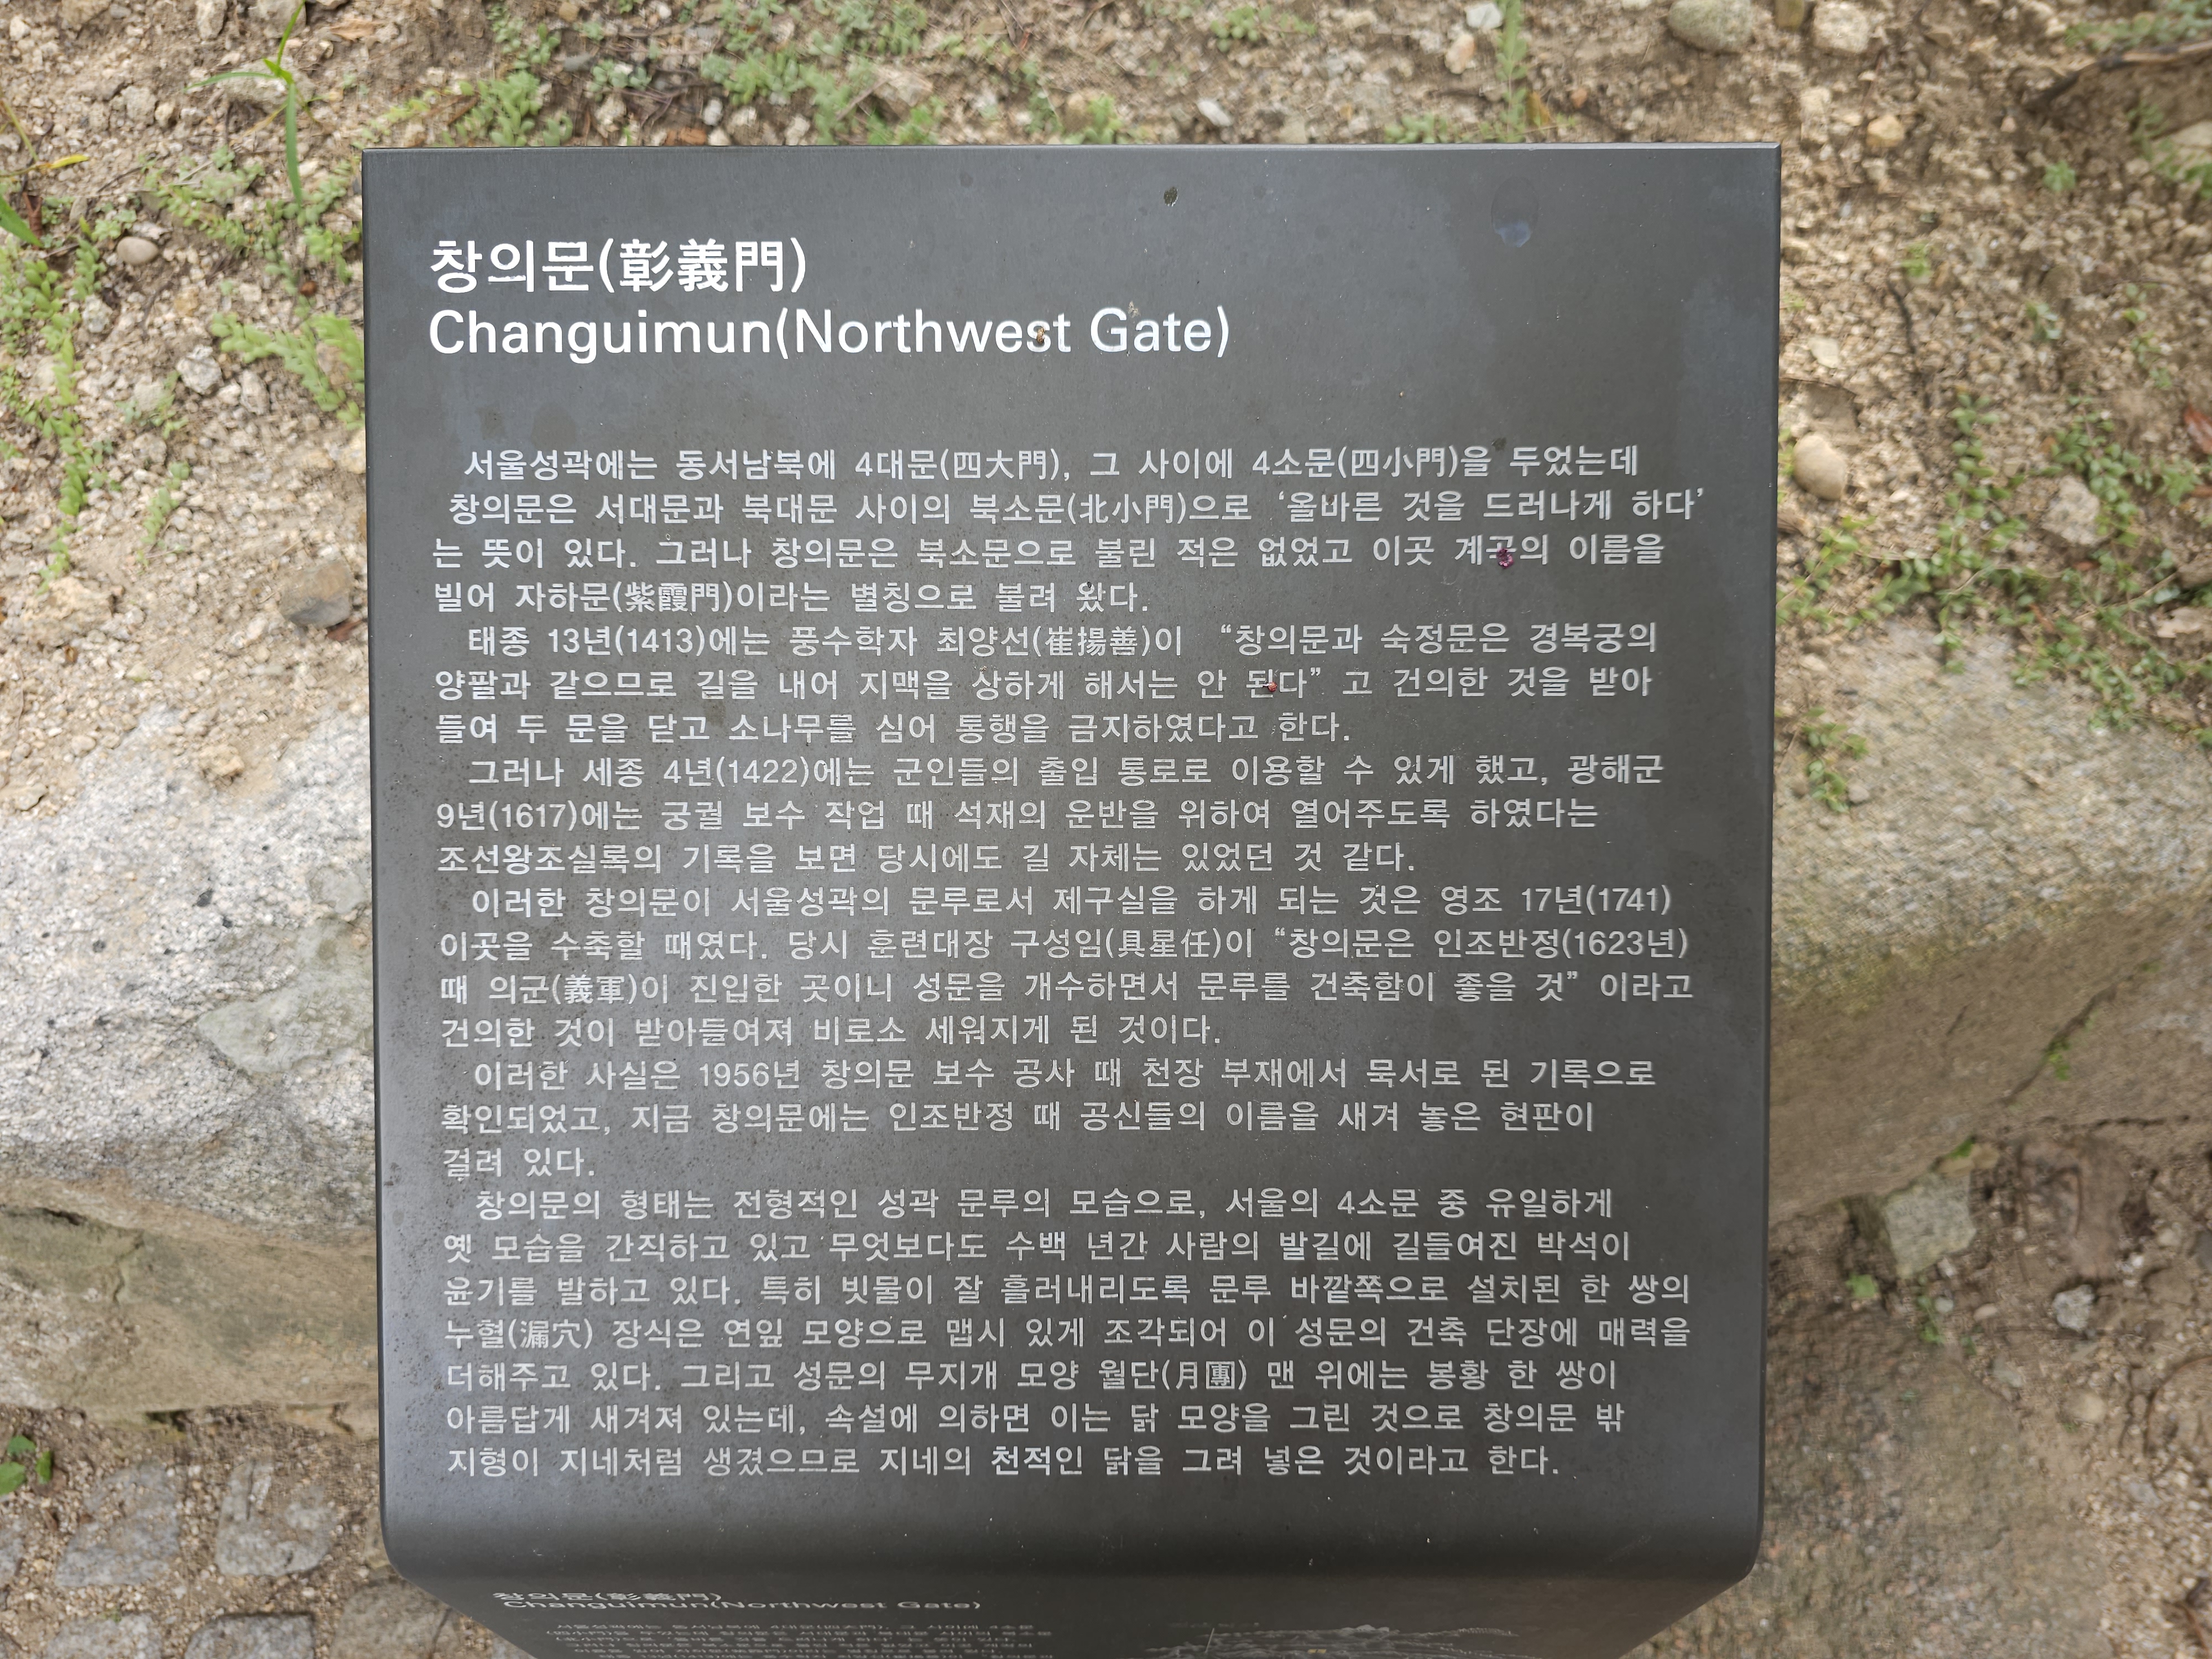 창의문(彰義門)
Changuimun(Northwest Gate)
서울성곽에는 동서남북에 4대문(四大門), 그 사이에 4소문(四小門)을 두었는데
창의문은 서대문과 북대문 사이의 북소문(北小門)으로 ‘올바른 것을 드러나게 하다’
는 뜻이 있다. 그러나 창의문은 북소문으로 불린 적은 없었고 이곳 계곡의 이름을
빌어 자하문(紫霞門)이라는 별칭으로 불려 왔다.
태종 13년(1413)에는 풍수학자 최양선(崔揚善)이 “창의문과 숙정문은 경복궁의
양팔과 같으므로 길을 내어 지맥을 상하게 해서는 안 된다” 고 건의한 것을 받아
들여 두 문을 닫고 소나무를 심어 통행을 금지하였다고 한다.
그러나 세종 4년(1422)에는 군인들의 출입 통로로 이용할 수 있게 했고, 광해군
9년(1617)에는 궁궐 보수 작업 때 석재의 운반을 위하여 열어주도록 하였다는
조선왕조실록의 기록을 보면 당시에도 길 자체는 있었던 것 같다.
이러한 창의문이 서울성곽의 문루로서 제구실을 하게 되는 것은 영조 17년(1741)
이곳을 수축할 때였다. 당시 훈련대장 구성임(具星任)이 “창의문은 인조반정(1623년)
때 의군(義軍)이 진입한 곳이니 성문을 개수하면서 문루를 건축함이 좋을 것” 이라고
건의한 것이 받아들여져 비로소 세워지게 된 것이다.
이러한 사실은 1956년 창의문 보수 공사 때 천장 부재에서 묵서로 된 기록으로
확인되었고, 지금 창의문에는 인조반정 때 공신들의 이름을 새겨 놓은 현판이
걸려 있다.
창의문의 형태는 전형적인 성곽 문루의 모습으로, 서울의 4소문 중 유일하게
옛 모습을 간직하고 있고 무엇보다도 수백 년간 사람의 발길에 길들여진 박석이
윤기를 발하고 있다. 특히 빗물이 잘 흘러내리도록 문루 바깥쪽으로 설치된 한 쌍의
누혈(漏穴) 장식은 연잎 모양으로 맵시 있게 조각되어 이 성문의 건축 단장에 매력을
더해주고 있다. 그리고 성문의 무지개 모양 월단(月團) 맨 위에는 봉황 한 쌍이
아름답게 새겨져 있는데, 속설에 의하면 이는 닭 모양을 그린 것으로 창의문 밖
지형이 지네처럼 생겼으므로 지네의 천적인 닭을 그려 넣은 것이라고 한다.
창의문(彰義門)
Changuimun(Northwest Gate)